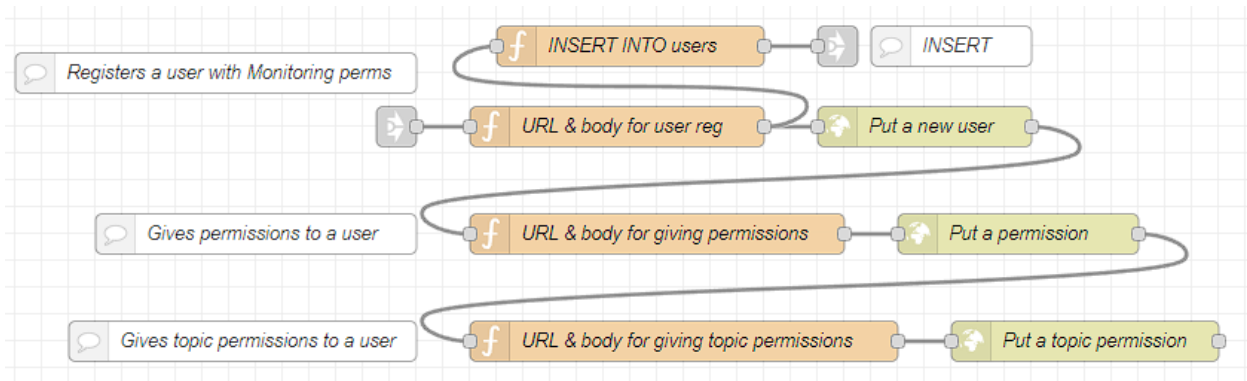 INSERT INTO users
INSERT
Registers a user with Monitoring perms
URL & body for user reg
Put a new user
Gives permissions to a user
URL & body for giving permissions
Put a permission
Gives topic permissions to a user
URL & body for giving topic permissions
Put a topic permission